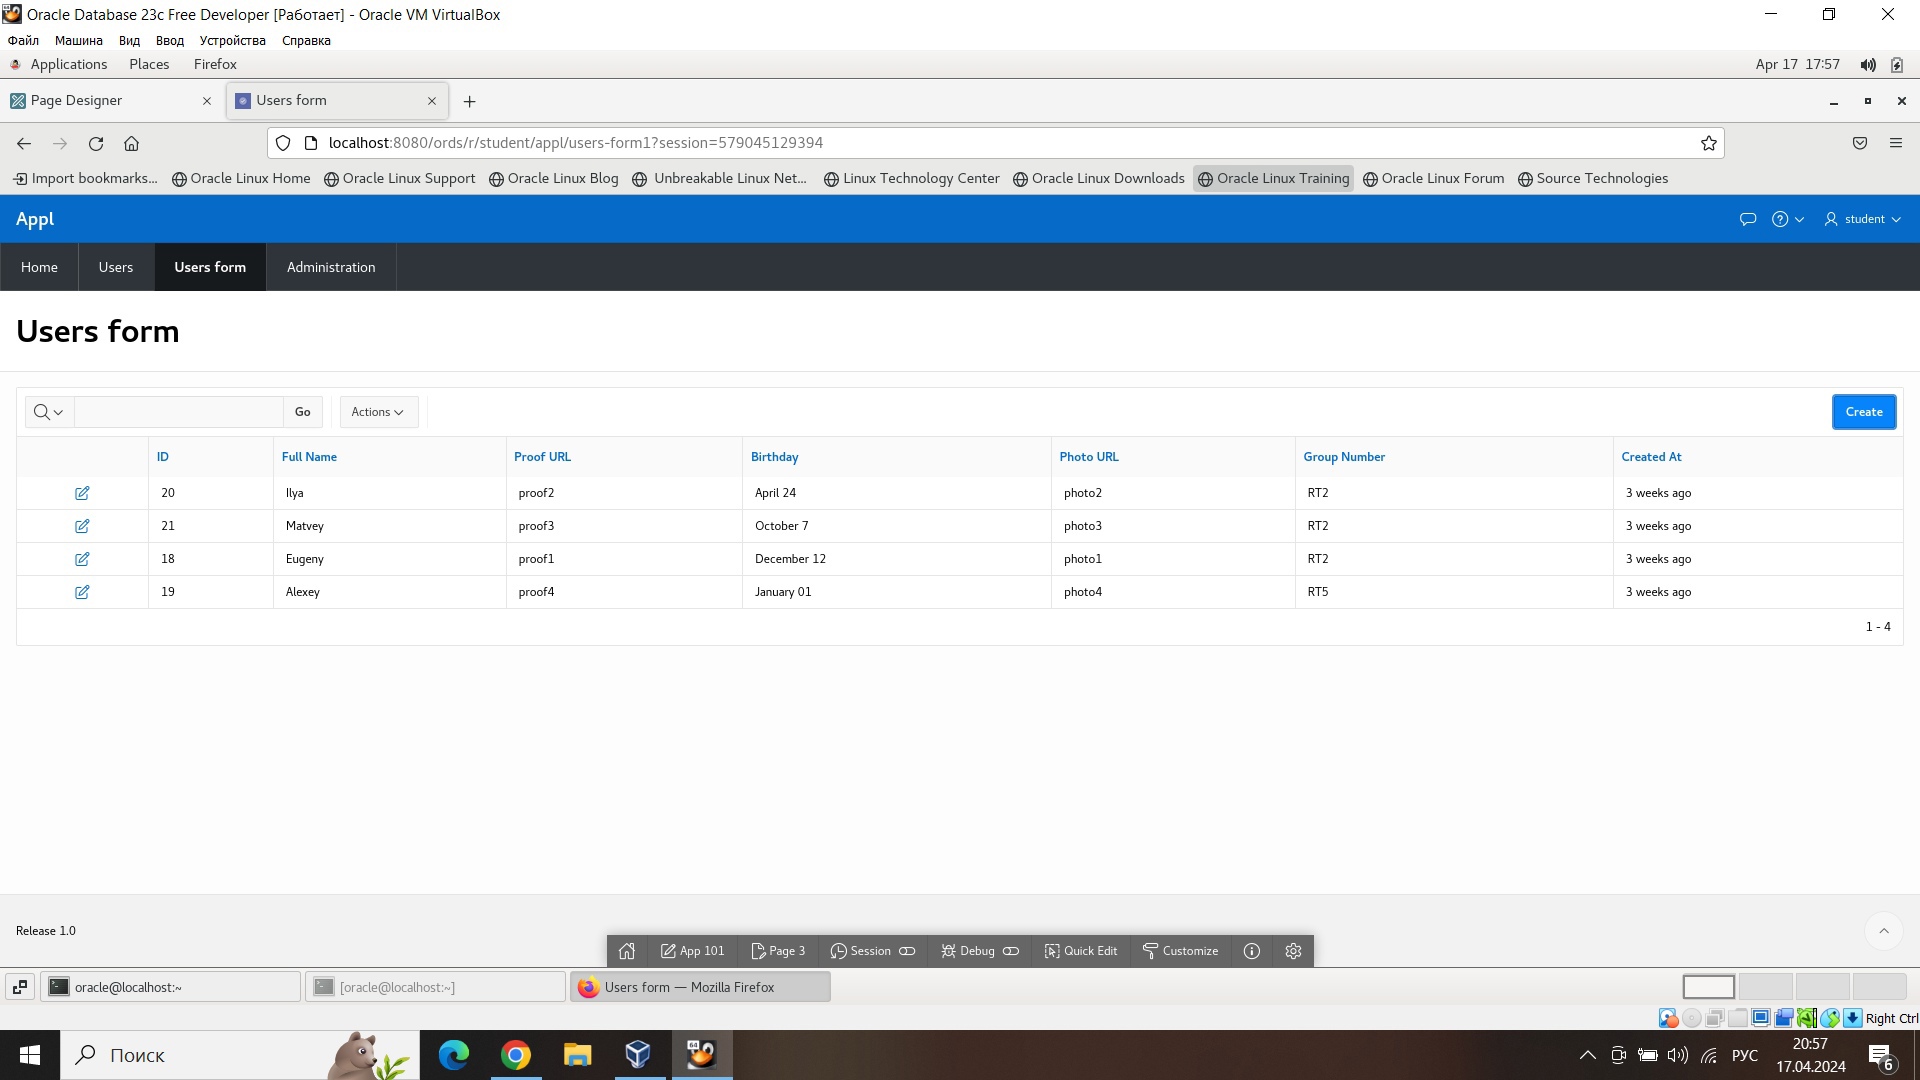 Oracle Database 23c Free Developer [Работает] - Oracle VM VirtualBox
Файл Машина Вид Ввод Устройства Справка
Applications Places Firefox Apr 17 17:57
Page Designer Users form
localhost:8080/ords/r/student/appl/users-form1?session=579045129394
Import bookmarks... Oracle Linux Home Oracle Linux Support Oracle Linux Blog Unbreakable Linux Net... Linux Technology Center Oracle Linux Downloads Oracle Linux Training Oracle Linux Forum Source Technologies
Appl student
Home Users Users form Administration
Users form
Go Actions Create
ID Full Name Proof URL Birthday Photo URL Group Number Created At
20 Ilya proof2 April 24 photo2 RT2 3 weeks ago
21 Matvey proof3 October 7 photo3 RT2 3 weeks ago
18 Eugeny proof1 December 12 photo1 RT2 3 weeks ago
19 Alexey proof4 January 01 photo4 RT5 3 weeks ago
1 - 4
Release 1.0
App 101 Page 3 Session Debug Quick Edit Customize
oracle@localhost:~ [oracle@localhost:~] Users form — Mozilla Firefox
Right Ctrl
Поиск 64 РУС 20:57
17.04.2024 6